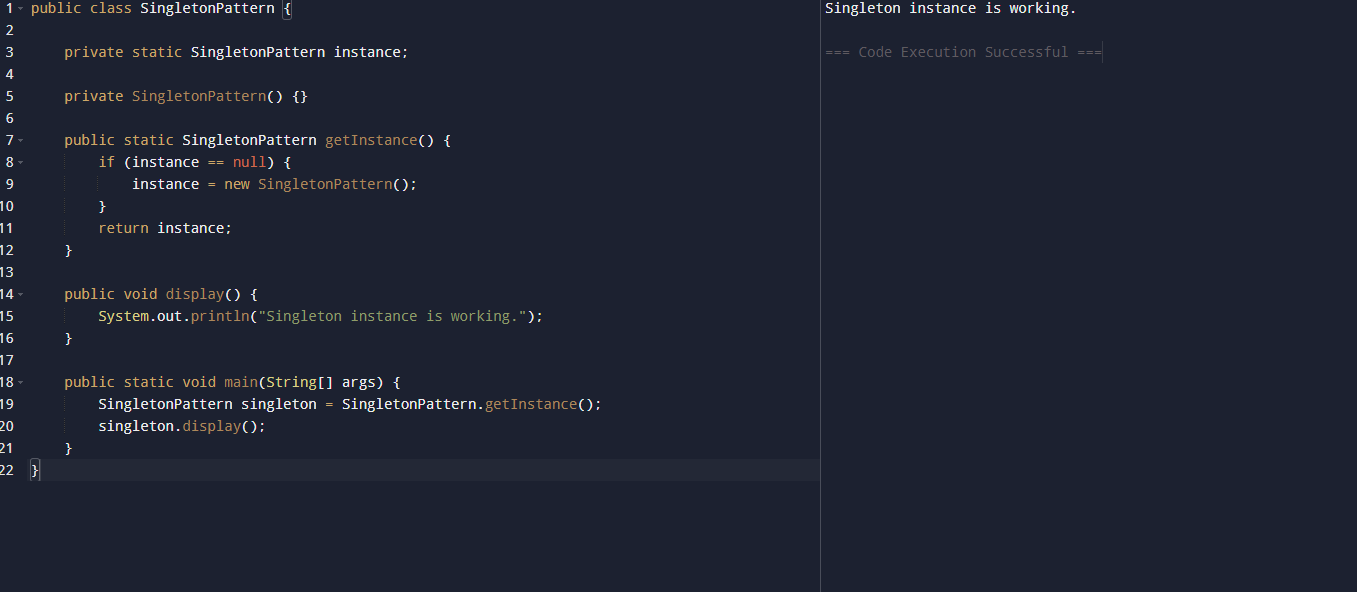 1 public class SingletonPattern {
2
3     private static SingletonPattern instance;
4
5     private SingletonPattern() {}
6
7     public static SingletonPattern getInstance() {
8         if (instance == null) {
9             instance = new SingletonPattern();
10         }
11         return instance;
12     }
13
14     public void display() {
15         System.out.println("Singleton instance is working.");
16     }
17
18     public static void main(String[] args) {
19         SingletonPattern singleton = SingletonPattern.getInstance();
20         singleton.display();
21     }
22 }
Singleton instance is working.
=== Code Execution Successful ===